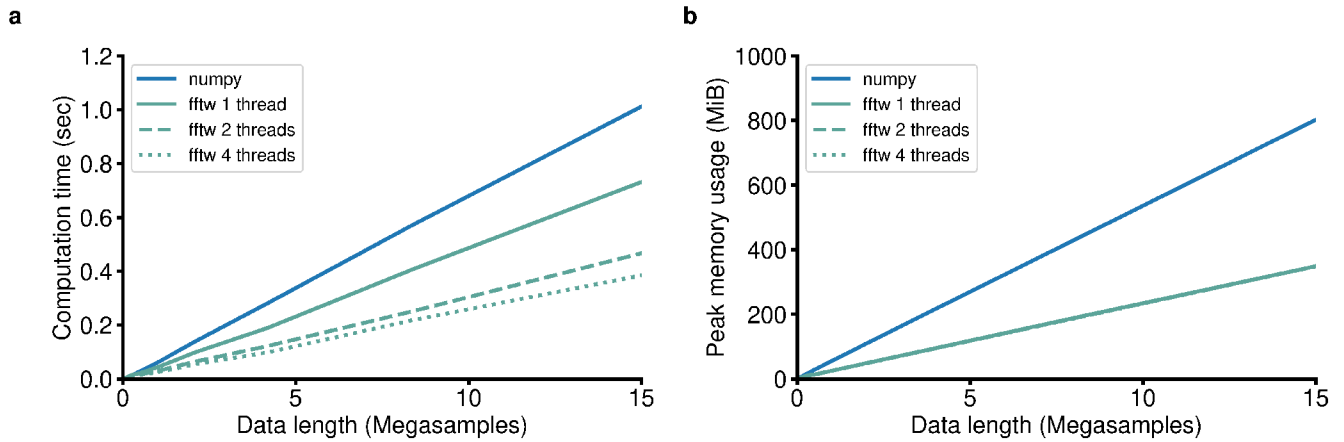 a
1.2
1.0
0.8
0.6
0.4
0.2
0.0
Computation time (sec)
numpy
fftw 1 thread
fftw 2 threads
fftw 4 threads
0 5 10 15
Data length (Megasamples)
b
1000
800
600
400
200
0
Peak memory usage (MiB)
numpy
fftw 1 thread
fftw 2 threads
fftw 4 threads
0 5 10 15
Data length (Megasamples)